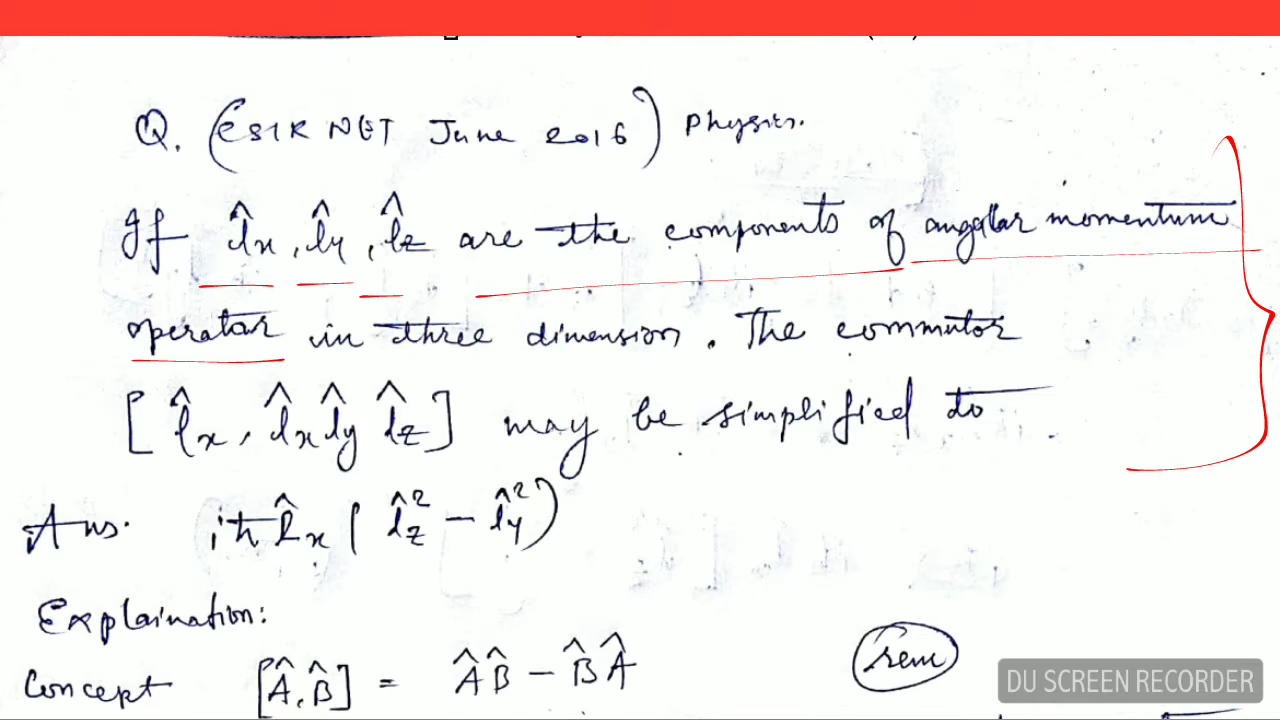 Q. (CSIR NET June 2016) Physics.
If l̂x, l̂y, l̂z are the components of angular momentum
operator in three dimension. The commutor
[l̂x, l̂x l̂y l̂z] may be simplified to
Ans. iħ l̂x (l̂z² − l̂y²)
Explaination:
Concept [Â, B̂] = ÂB̂ − B̂Â
rem
DU SCREEN RECORDER